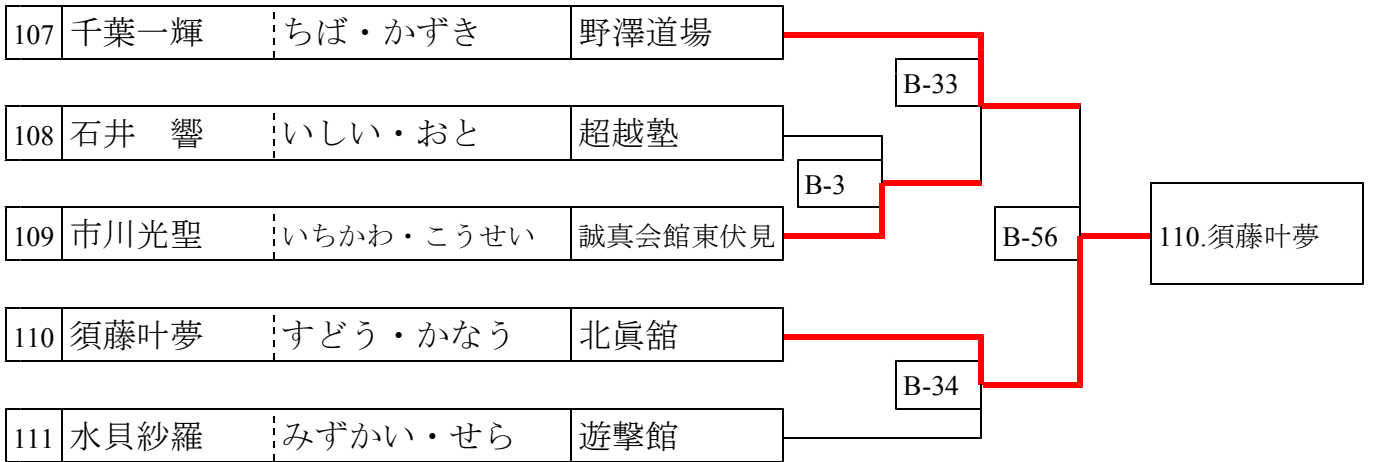 107 千葉一輝 ちば・かずき 野澤道場
B-33
108 石井 響 いしい・おと 超越塾
B-3
109 市川光聖 いちかわ・こうせい 誠真会館東伏見
B-56
110.須藤叶夢
110 須藤叶夢 すどう・かなう 北眞舘
B-34
111 水貝紗羅 みずかい・せら 遊撃館